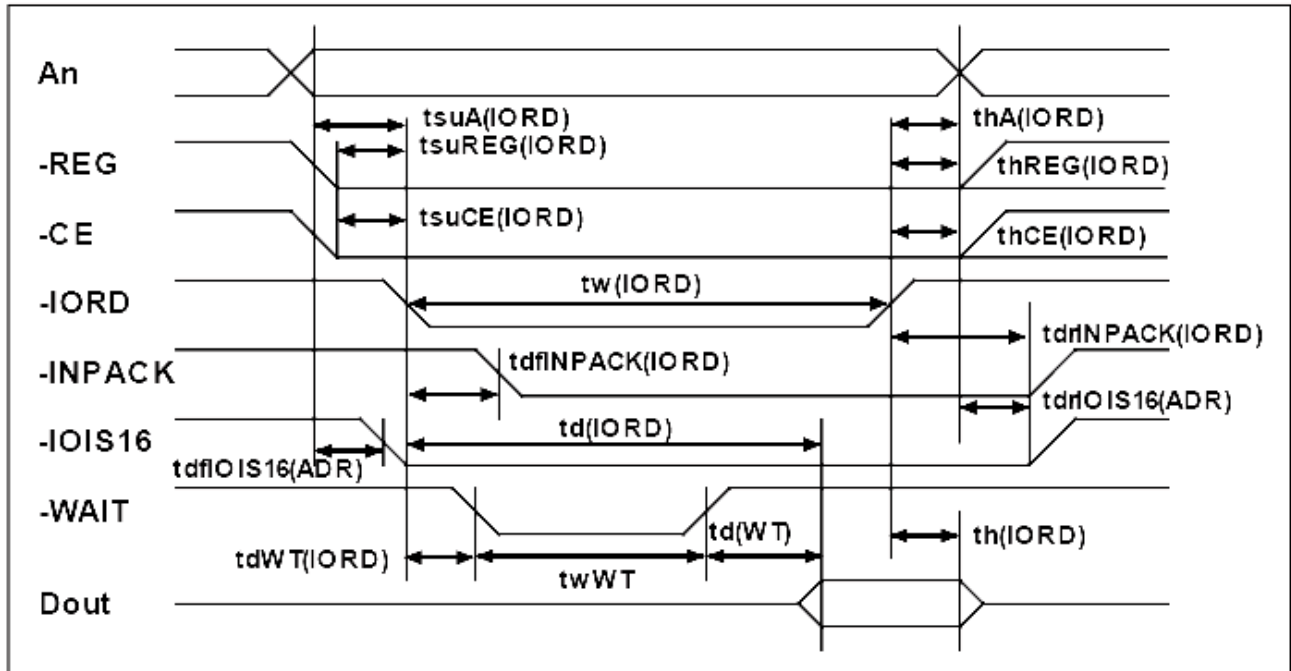 An
tsuA(IORD)
thA(IORD)
tsuREG(IORD)
-REG
thREG(IORD)
tsuCE(IORD)
-CE
thCE(IORD)
-IORD
tw(IORD)
tdrINPACK(IORD)
-INPACK
tdfINPACK(IORD)
tdrIOIS16(ADR)
-IOIS16
td(IORD)
tdfIOIS16(ADR)
-WAIT
td(WT)
th(IORD)
tdWT(IORD)
twWT
Dout